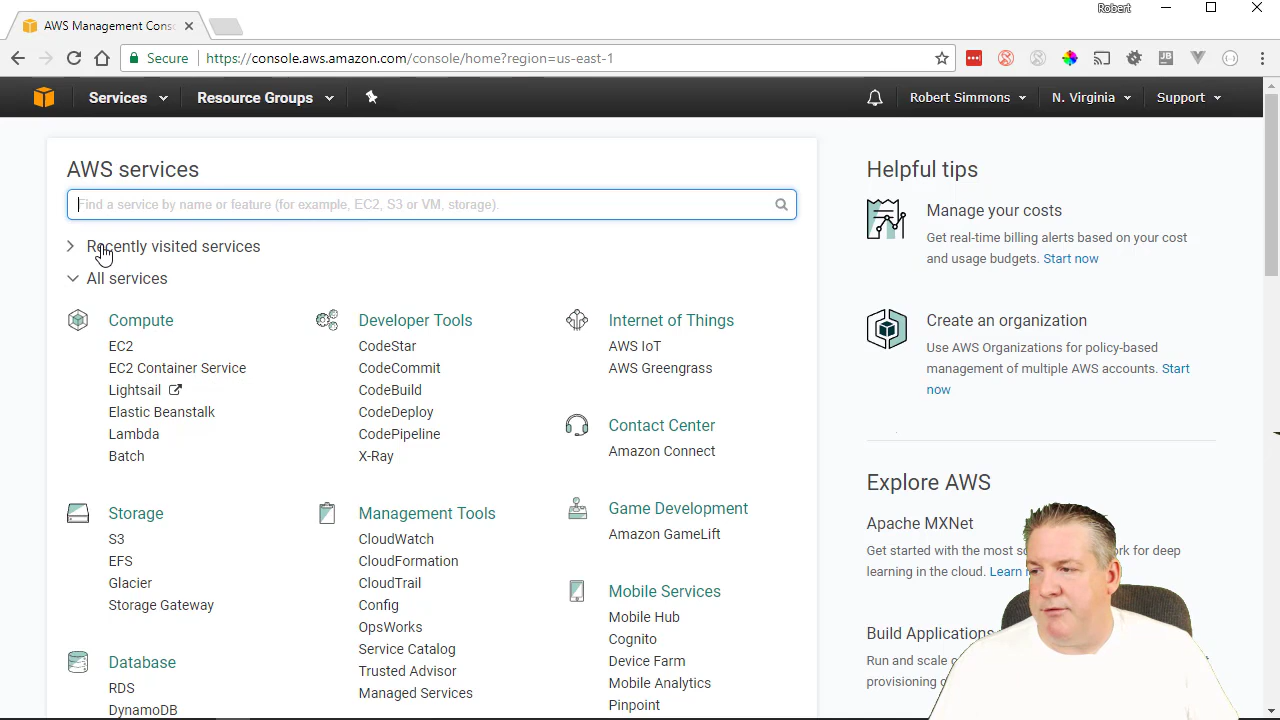 Robert
AWS Management Cons
Secure
https://console.aws.amazon.com/console/home?region=us-east-1
Services
Resource Groups
Robert Simmons
N. Virginia
Support
AWS services
Find a service by name or feature (for example, EC2, S3 or VM, storage).
Recently visited services
All services
Compute
EC2
EC2 Container Service
Lightsail
Elastic Beanstalk
Lambda
Batch
Storage
S3
EFS
Glacier
Storage Gateway
Database
RDS
DynamoDB
Developer Tools
CodeStar
CodeCommit
CodeBuild
CodeDeploy
CodePipeline
X-Ray
Management Tools
CloudWatch
CloudFormation
CloudTrail
Config
OpsWorks
Service Catalog
Trusted Advisor
Managed Services
Internet of Things
AWS IoT
AWS Greengrass
Contact Center
Amazon Connect
Game Development
Amazon GameLift
Mobile Services
Mobile Hub
Cognito
Device Farm
Mobile Analytics
Pinpoint
Helpful tips
Manage your costs
Get real-time billing alerts based on your cost
and usage budgets. Start now
Create an organization
Use AWS Organizations for policy-based
management of multiple AWS accounts. Start
now
Explore AWS
Apache MXNet
Get started with the most sc rk for deep
learning in the cloud. Learn
Build Applications
Run and scale
provisioning